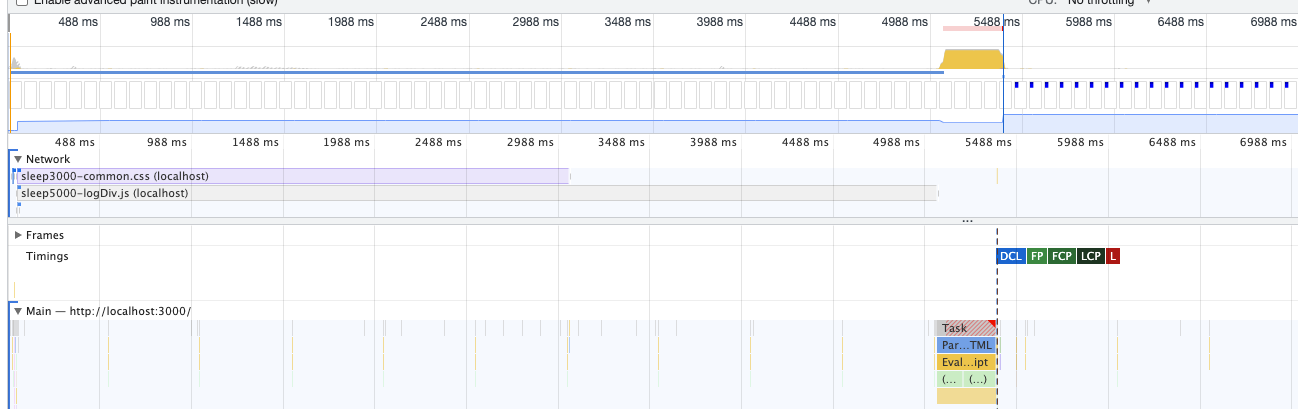 Enable advanced paint instrumentation (slow) CPU: No throttling
488 ms 988 ms 1488 ms 1988 ms 2488 ms 2988 ms 3488 ms 3988 ms 4488 ms 4988 ms 5488 ms 5988 ms 6488 ms 6988 ms
488 ms 988 ms 1488 ms 1988 ms 2488 ms 2988 ms 3488 ms 3988 ms 4488 ms 4988 ms 5488 ms 5988 ms 6488 ms 6988 ms
Network
sleep3000-common.css (localhost)
sleep5000-logDiv.js (localhost)
...
Frames
Timings DCL FP FCP LCP L
Main — http://localhost:3000/
Task
Par...TML
Eval...ipt
(... (...)